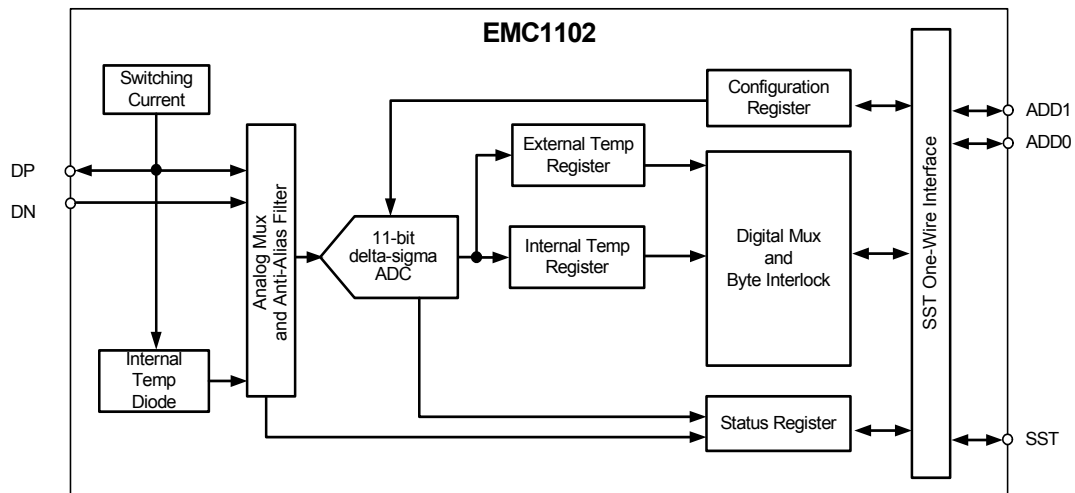 EMC1102
Switching
Current
DP
DN
Internal
Temp
Diode
Analog Mux
and Anti-Alias Filter
11-bit
delta-sigma
ADC
Configuration
Register
External Temp
Register
Internal Temp
Register
Digital Mux
and
Byte Interlock
Status Register
SST One-Wire Interface
ADD1
ADD0
SST